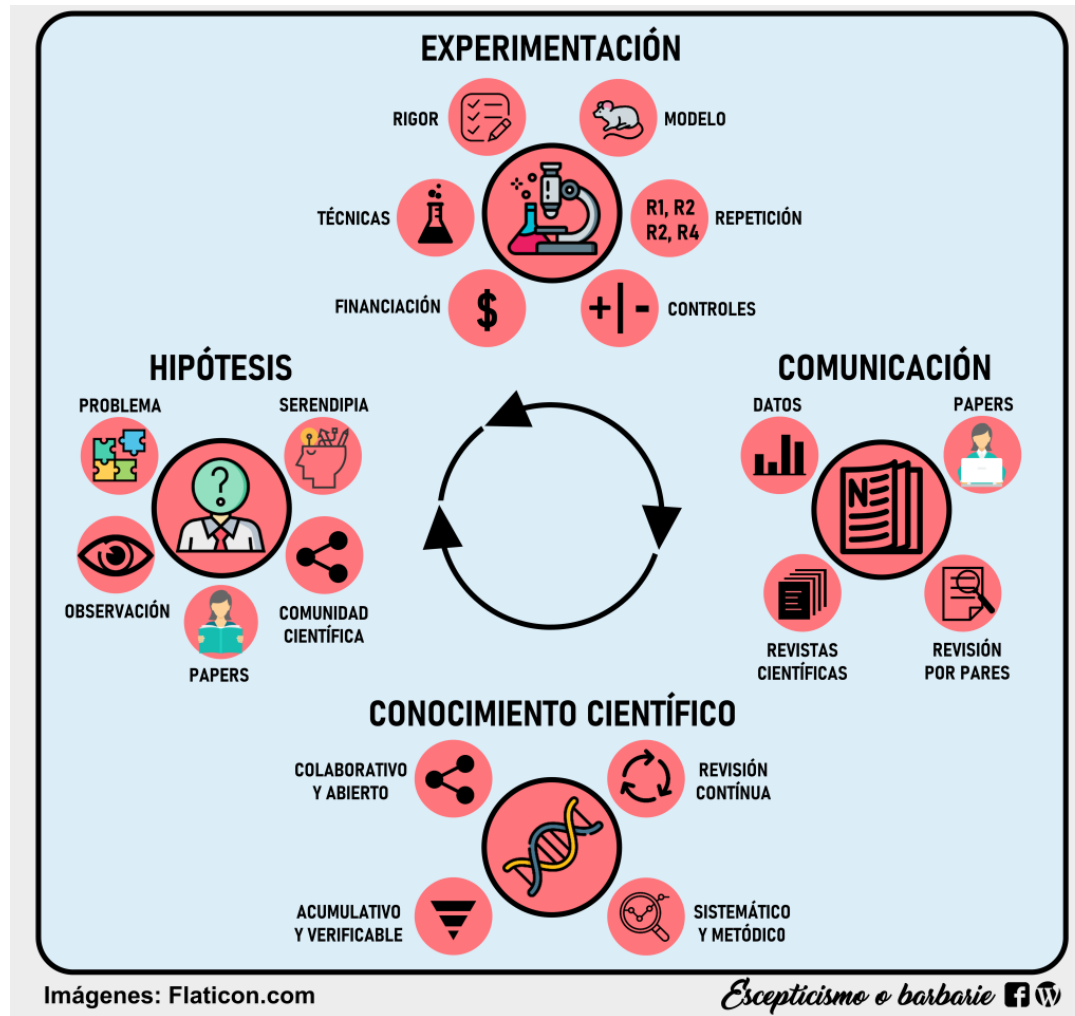 EXPERIMENTACIÓN
RIGOR
MODELO
TÉCNICAS
R1, R2
R2, R4
REPETICIÓN
FINANCIACIÓN
$
+|-
CONTROLES
HIPÓTESIS
PROBLEMA
SERENDIPIA
?
OBSERVACIÓN
COMUNIDAD
CIENTÍFICA
PAPERS
COMUNICACIÓN
DATOS
PAPERS
N
REVISTAS
CIENTÍFICAS
REVISIÓN
POR PARES
CONOCIMIENTO CIENTÍFICO
COLABORATIVO
Y ABIERTO
REVISIÓN
CONTÍNUA
ACUMULATIVO
Y VERIFICABLE
SISTEMÁTICO
Y METÓDICO
Imágenes: Flaticon.com
Escepticismo o barbarie